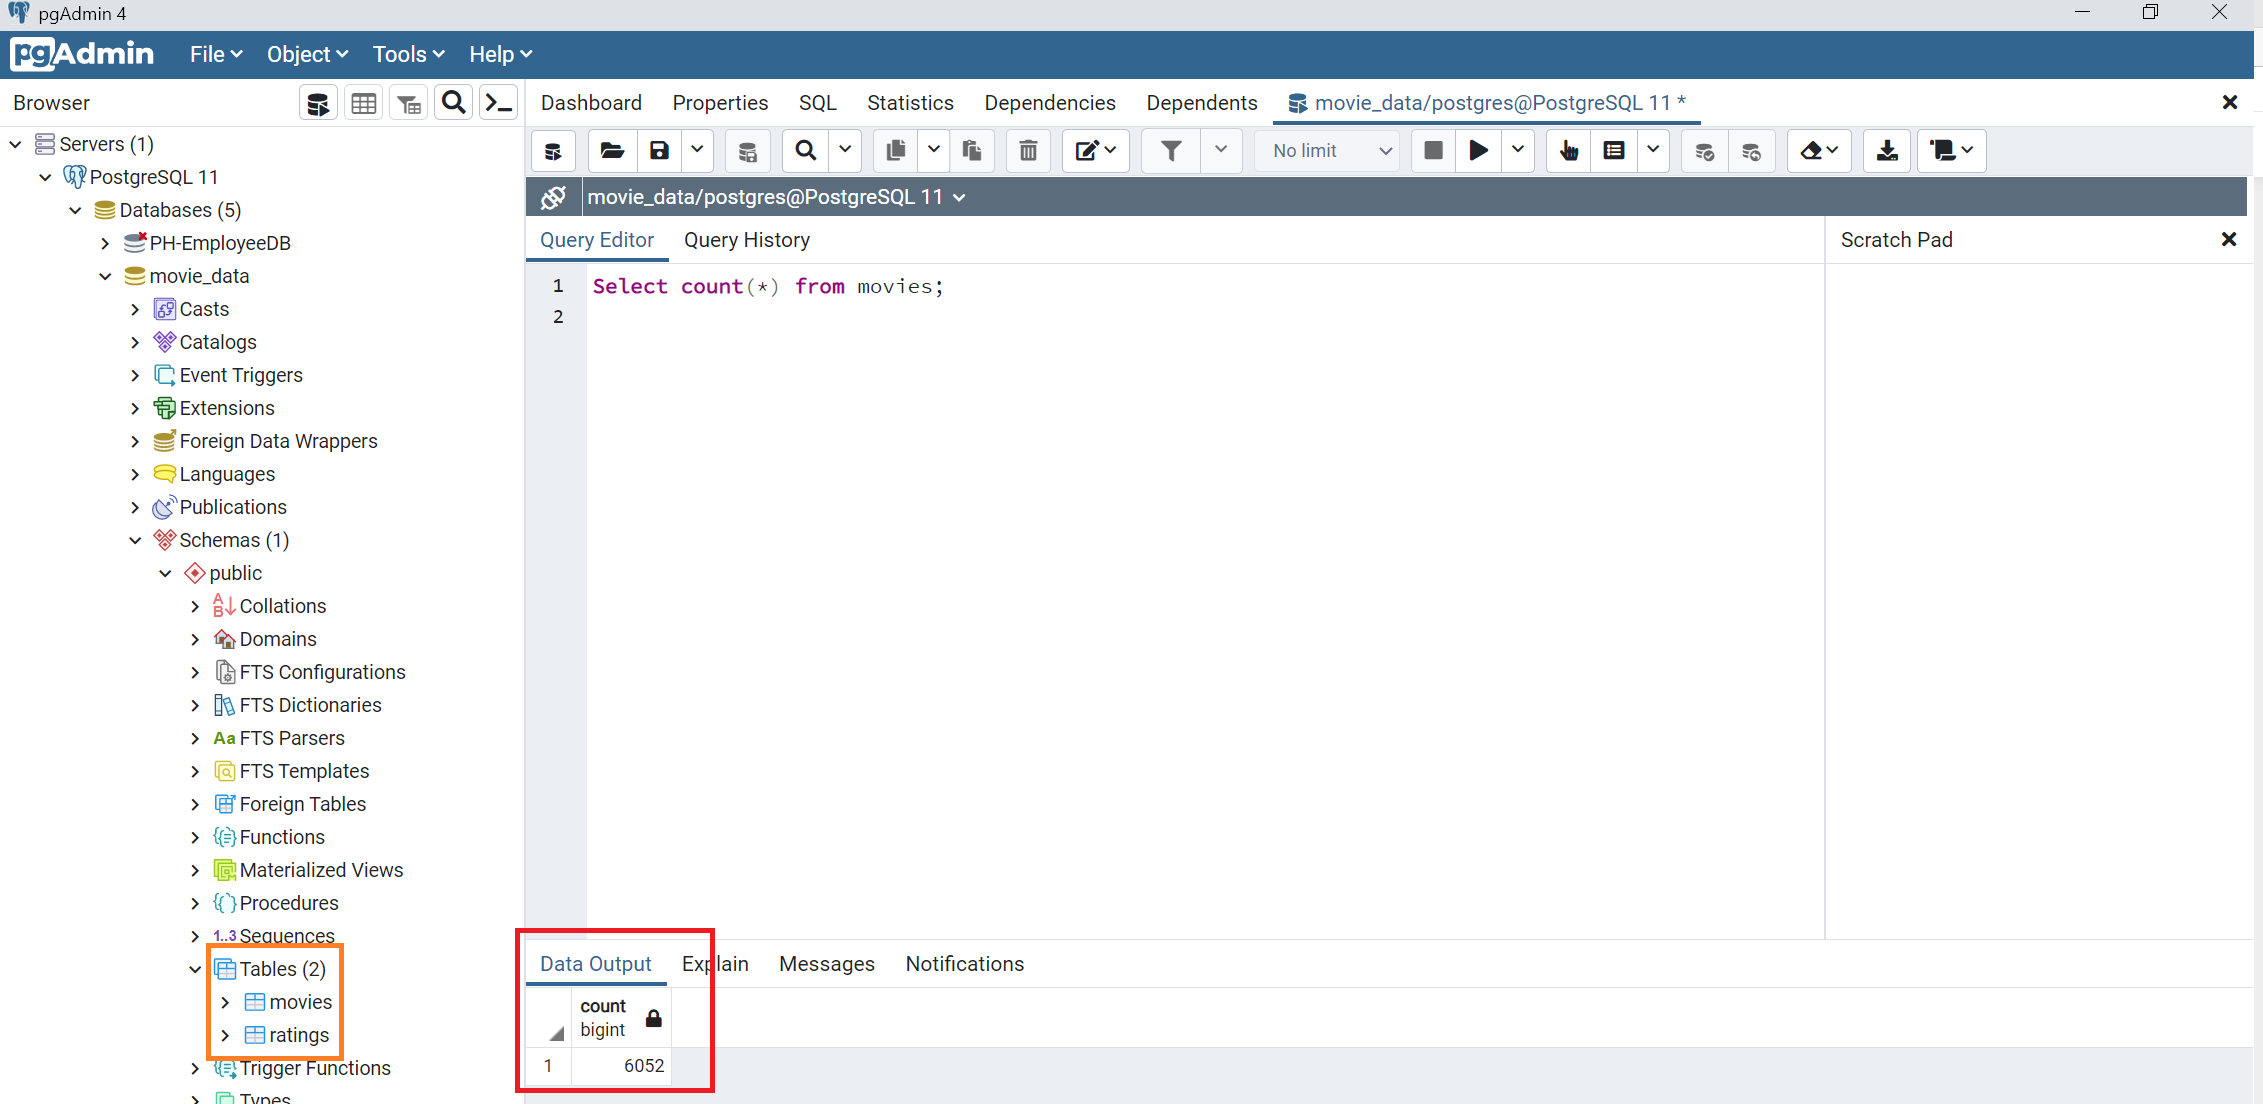 pgAdmin 4
pgAdmin File Object Tools Help
Browser
Dashboard Properties SQL Statistics Dependencies Dependents movie_data/postgres@PostgreSQL 11 *
No limit
movie_data/postgres@PostgreSQL 11
Query Editor Query History
Scratch Pad
1 Select count(*) from movies;
2
Servers (1)
PostgreSQL 11
Databases (5)
PH-EmployeeDB
movie_data
Casts
Catalogs
Event Triggers
Extensions
Foreign Data Wrappers
Languages
Publications
Schemas (1)
public
Collations
Domains
FTS Configurations
FTS Dictionaries
Aa FTS Parsers
FTS Templates
Foreign Tables
Functions
Materialized Views
Procedures
1..3 Sequences
Tables (2)
movies
ratings
Trigger Functions
Types
Data Output Explain Messages Notifications
count
bigint
1 6052